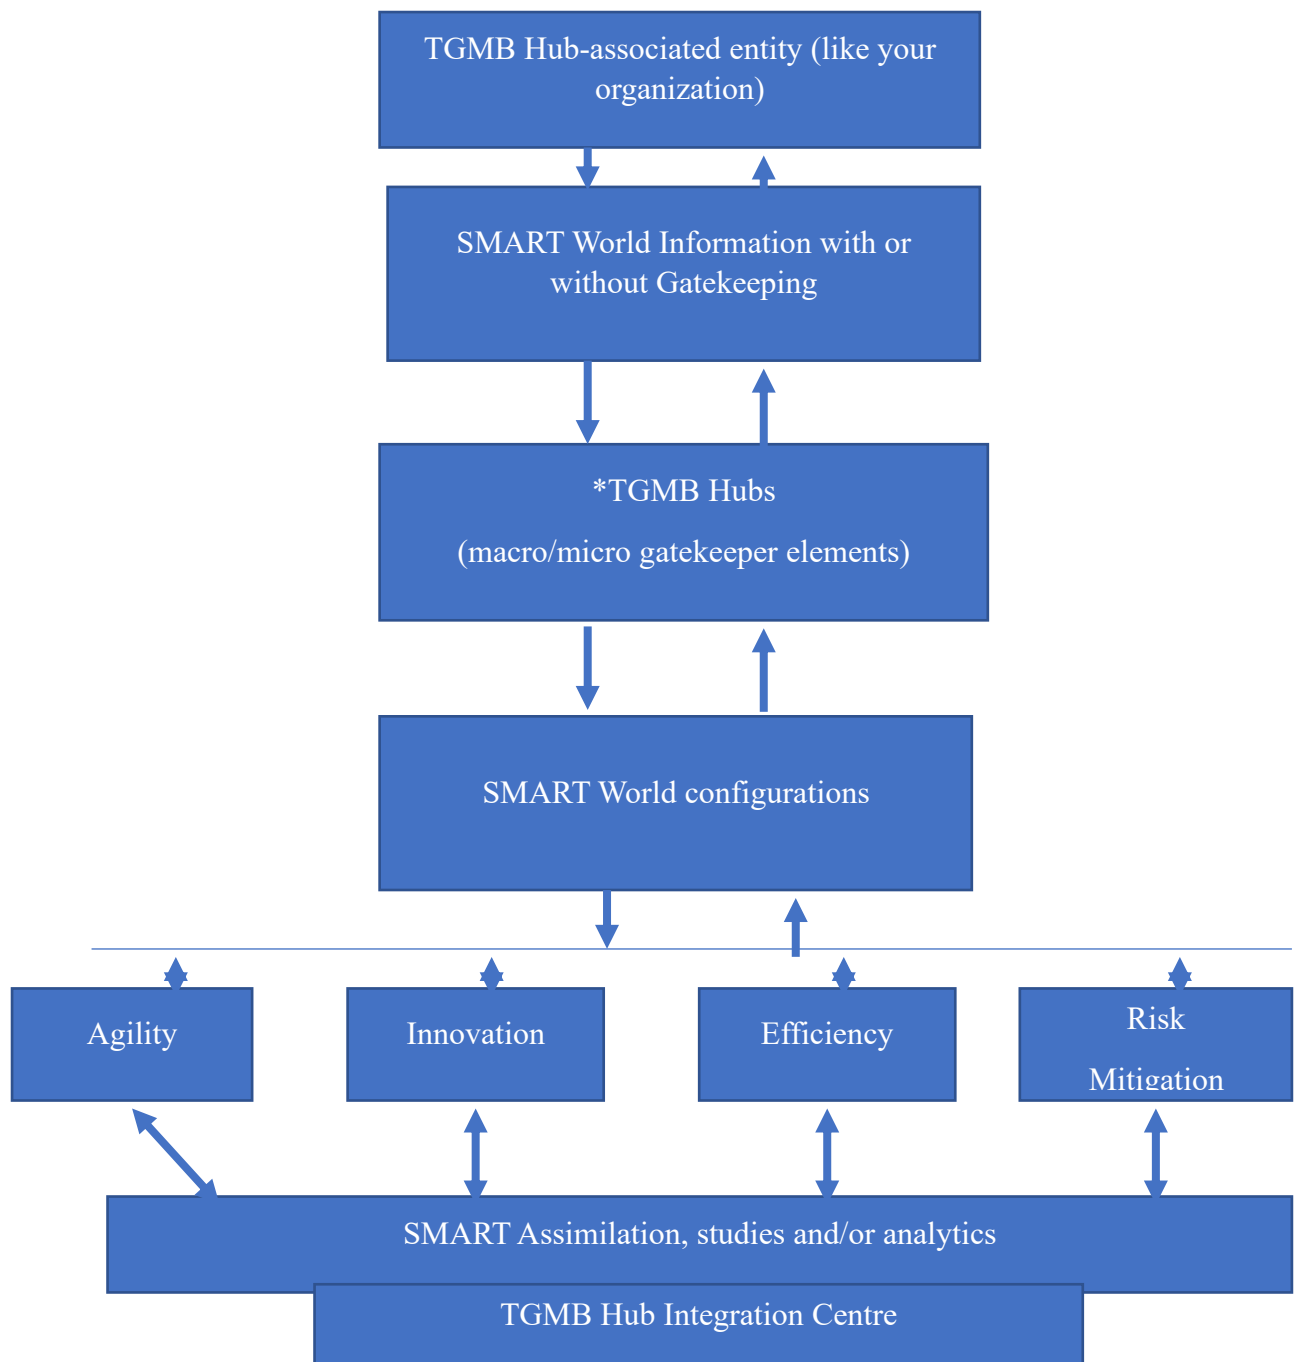 TGMB Hub-associated entity (like your
organization)
SMART World Information with or
without Gatekeeping
*TGMB Hubs
(macro/micro gatekeeper elements)
SMART World configurations
Agility
Innovation
Efficiency
Risk
Mitigation
SMART Assimilation, studies and/or analytics
TGMB Hub Integration Centre